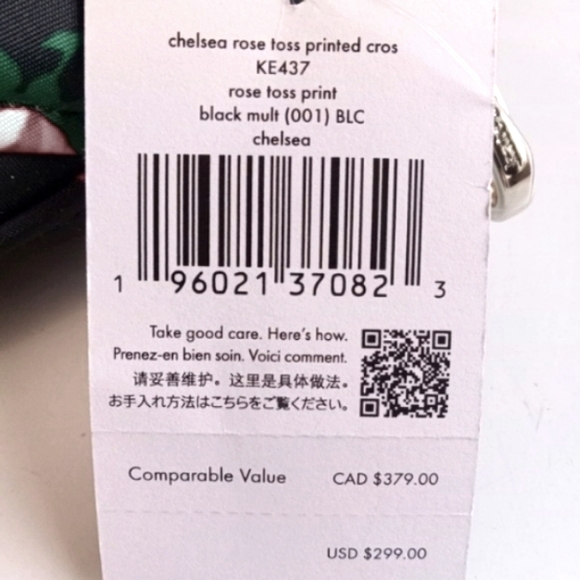 chelsea rose toss printed cros
KE437
rose toss print
black mult (001) BLC
chelsea
1 96021 37082 3
Take good care. Here's how.
Prenez-en bien soin. Voici comment.
请妥善维护。这里是具体做法。
お手入れ方法はこちらをご覧ください。
Comparable Value CAD $379.00
USD $299.00